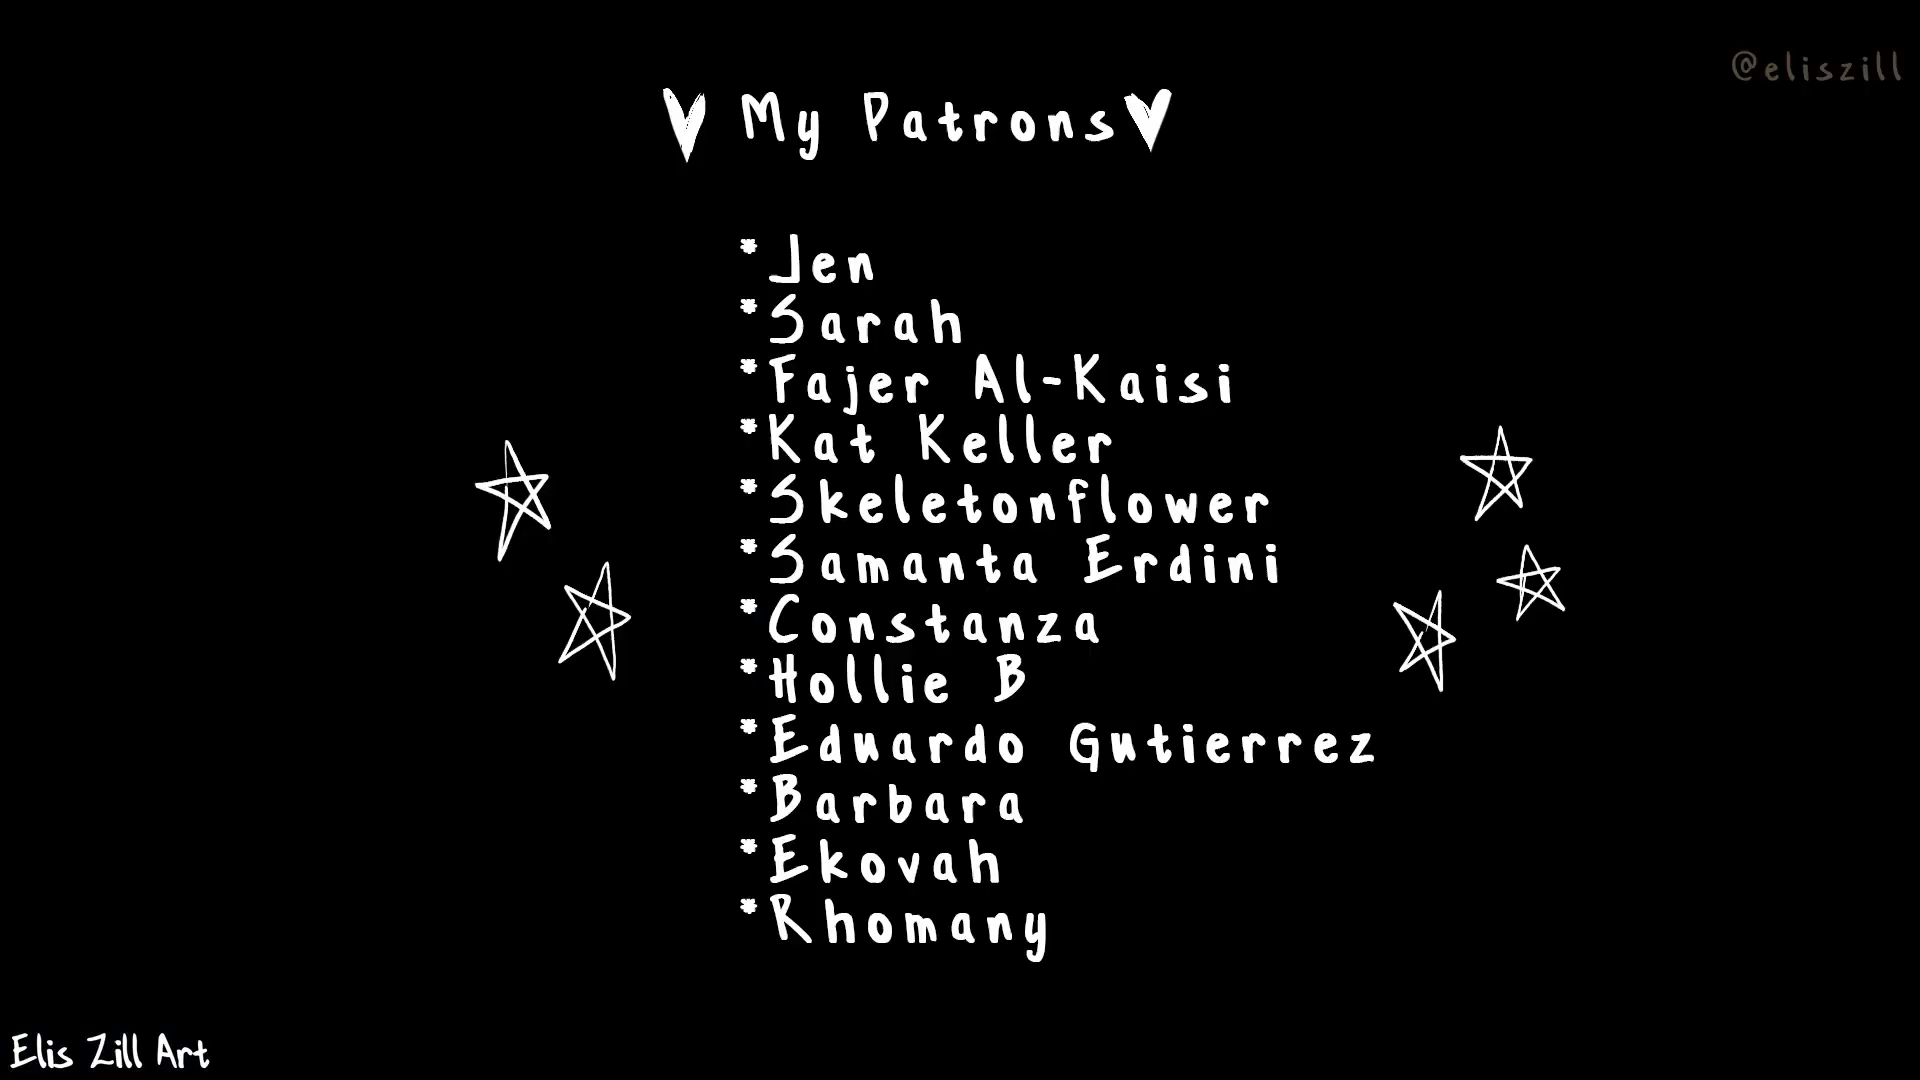 @eliszill
My Patrons
*Jen
*Sarah
*Fajer Al-Kaisi
*Kat Keller
*Skeletonflower
*Samanta Erdini
*Constanza
*Hollie B
*Eduardo Gutierrez
*Barbara
*Ekovah
*Rhomany
Elis Zill Art